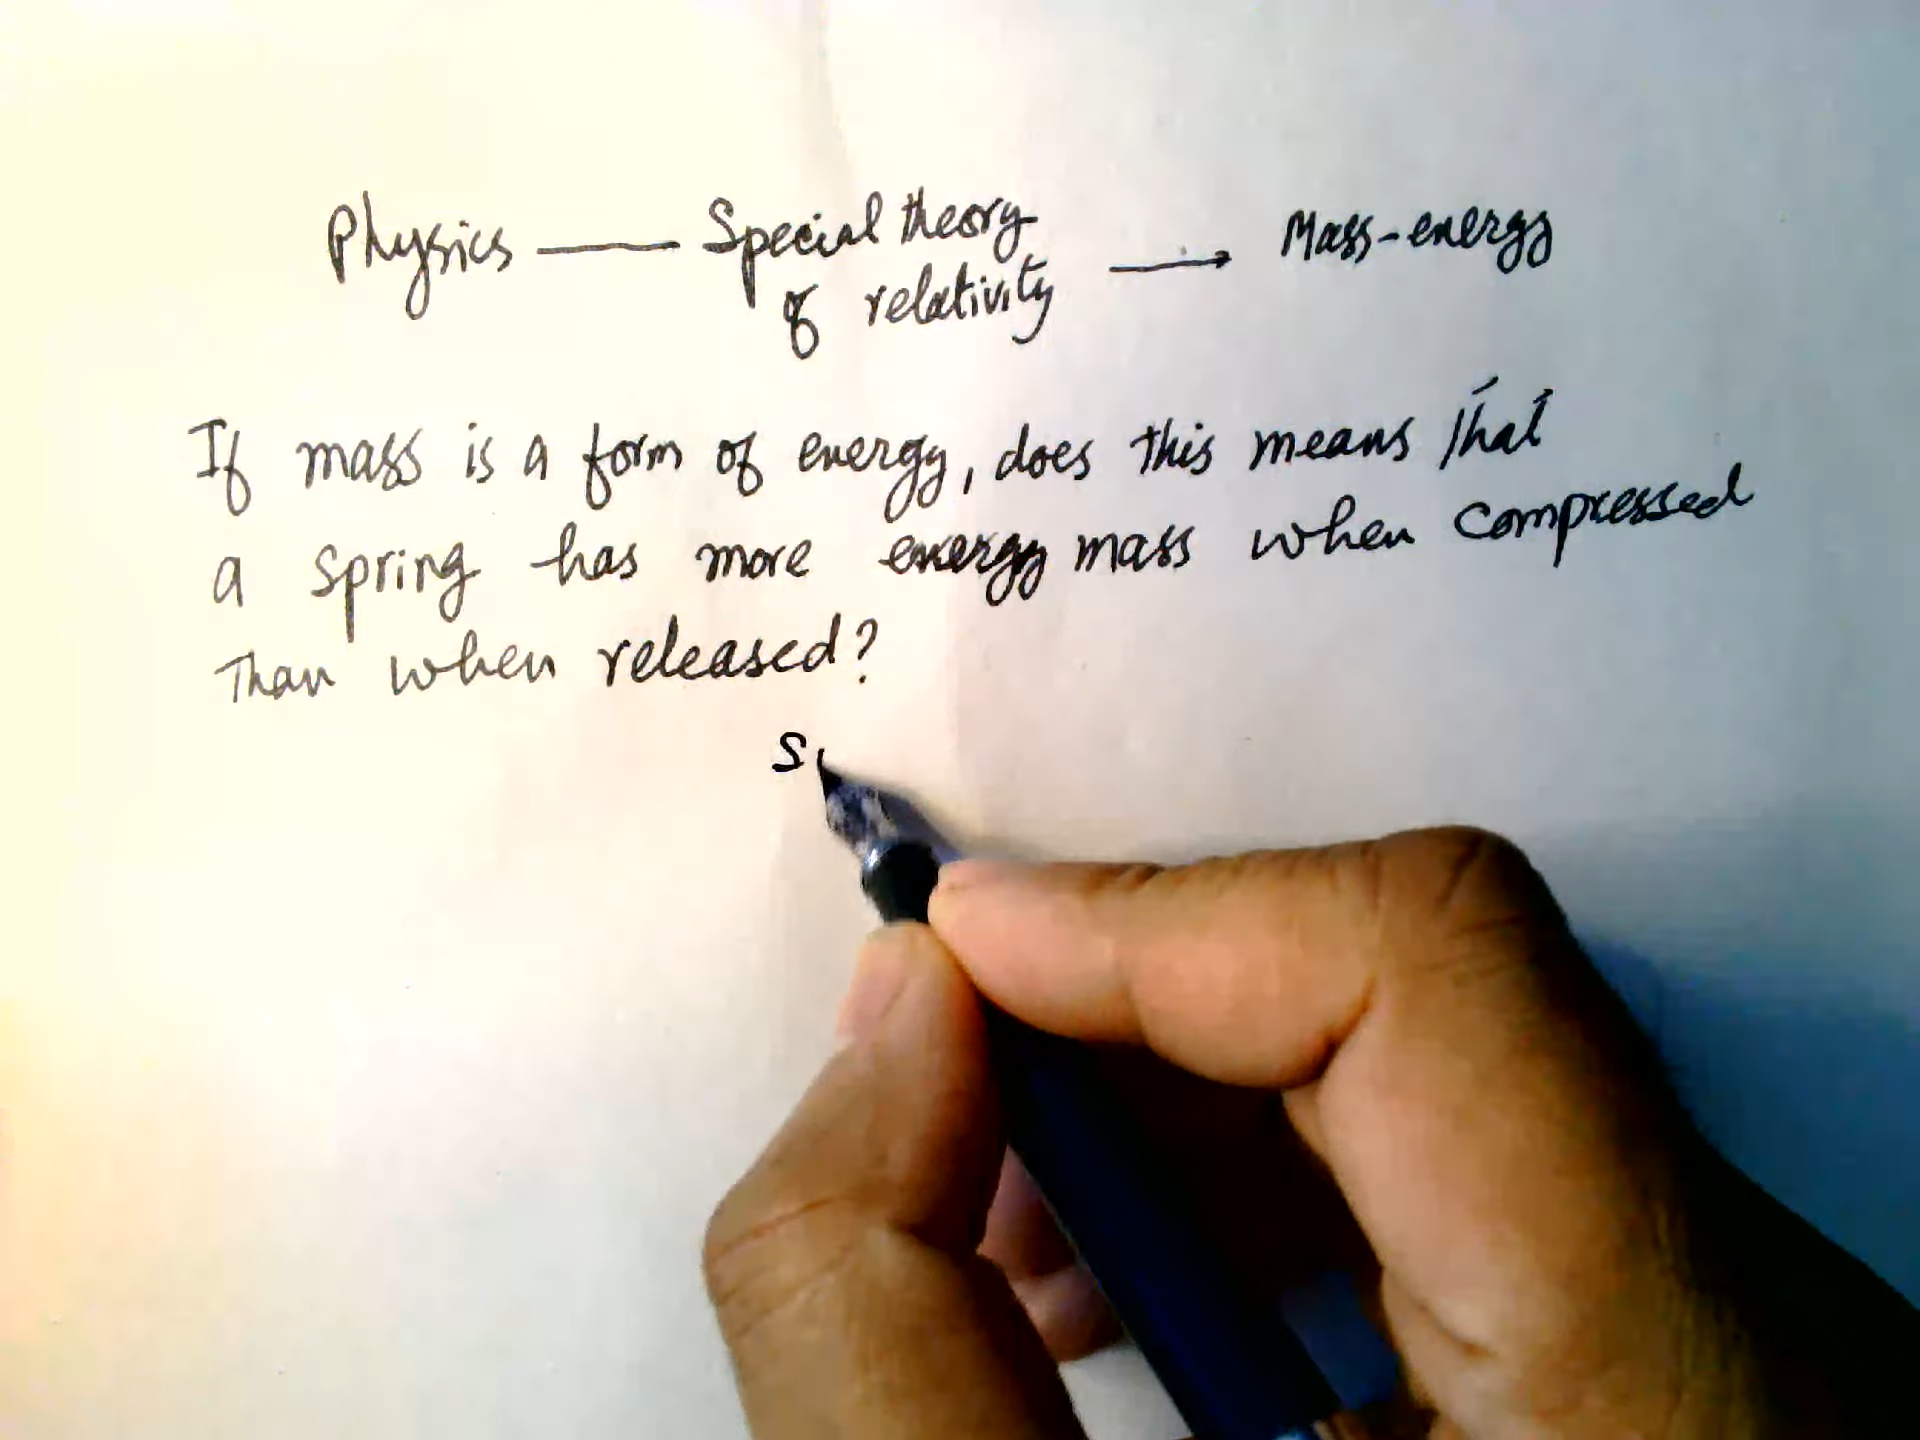 Physics — Special theory of relativity → Mass-energy
If mass is a form of energy, does this means that
a spring has more energy mass when compressed
than when released?
S